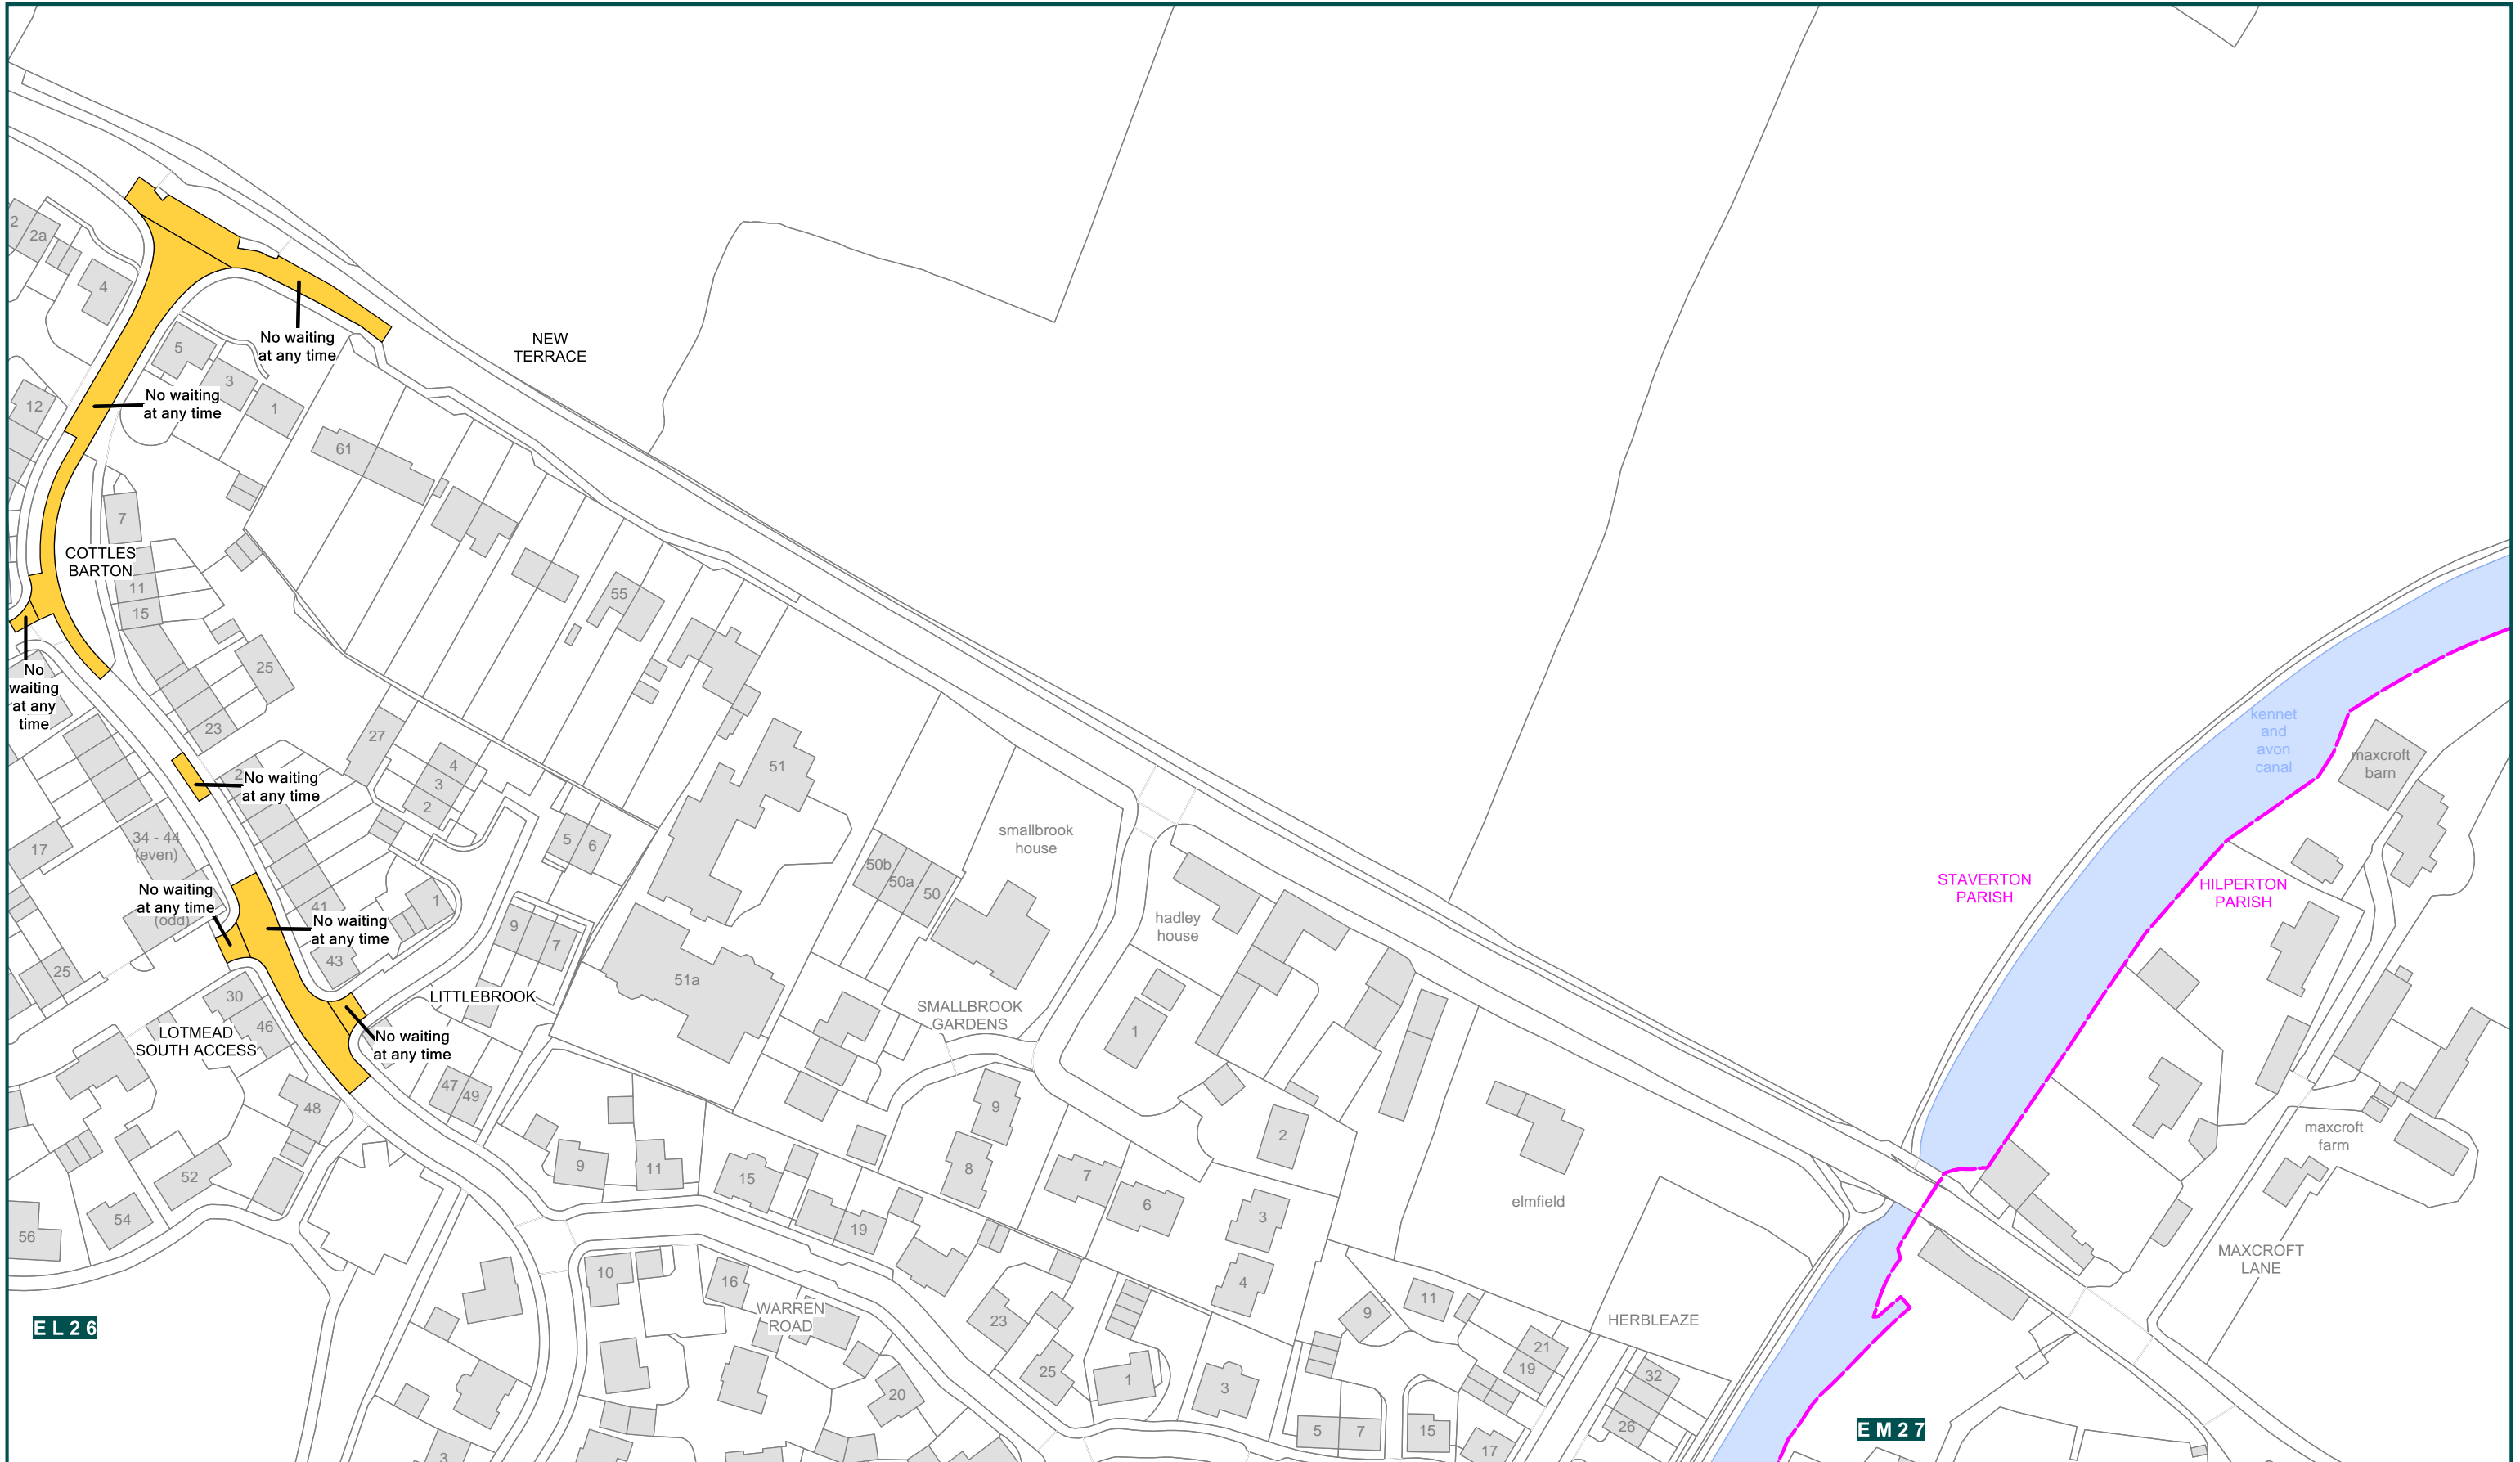 2
2a
4
No waiting
at any time
NEW
TERRACE
5
3
1
No waiting
at any time
12
61
7
COTTLES
BARTON
11
15
55
25
No
waiting
at any
time
23
27
kennet
and
avon
canal
maxcroft
barn
51
4
3
2
No waiting
at any time
2
smallbrook
house
34 - 44
(even)
17
5
6
50b
50a
50
STAVERTON
PARISH
HILPERTON
PARISH
No waiting
at any time
41
1
(odd)
No waiting
at any time
hadley
house
9
7
43
25
51a
30
LITTLEBROOK
SMALLBROOK
GARDENS
46
LOTMEAD
SOUTH ACCESS
No waiting
at any time
1
47
49
48
9
2
maxcroft
farm
9
11
15
8
7
52
6
elmfield
54
19
3
56
MAXCROFT
LANE
10
16
4
WARREN
ROAD
11
9
23
HERBLEAZE
EL26
21
19
25
1
3
20
32
26
5
7
15
17
EM27
3